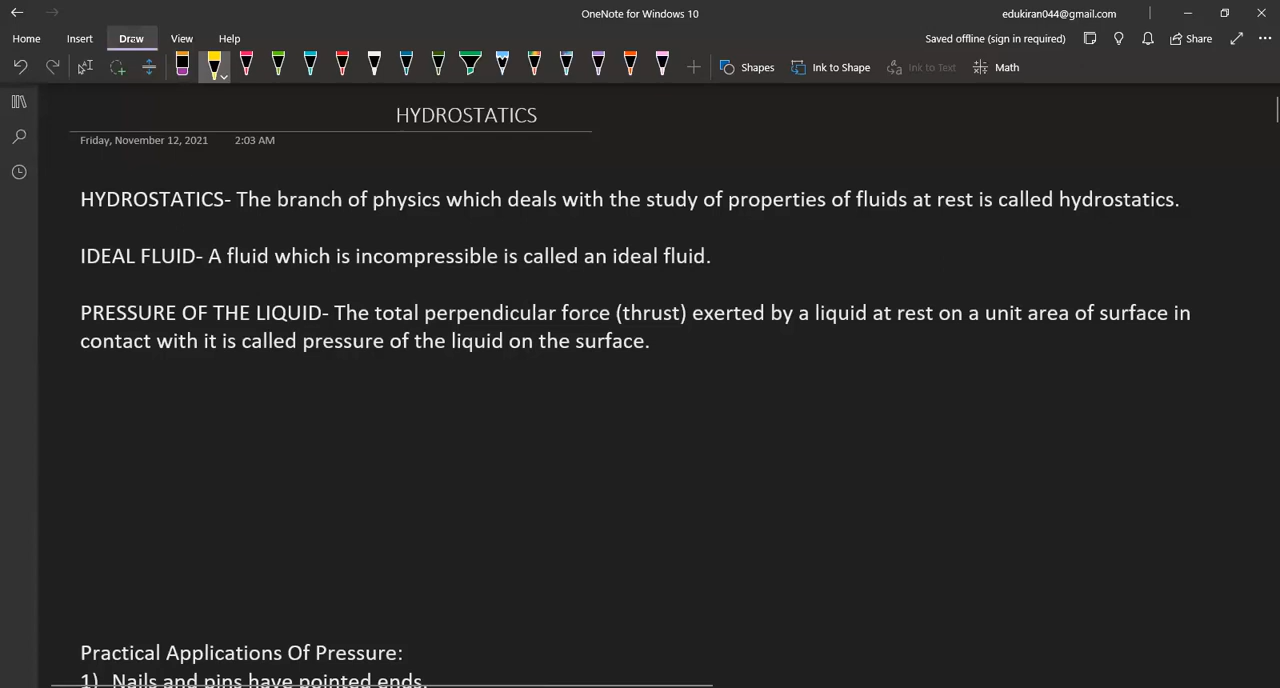 OneNote for Windows 10
edukiran044@gmail.com
Home Insert Draw View Help
Saved offline (sign in required) Share
Shapes Ink to Shape Ink to Text Math
HYDROSTATICS
Friday, November 12, 2021 2:03 AM
HYDROSTATICS- The branch of physics which deals with the study of properties of fluids at rest is called hydrostatics.
IDEAL FLUID- A fluid which is incompressible is called an ideal fluid.
PRESSURE OF THE LIQUID- The total perpendicular force (thrust) exerted by a liquid at rest on a unit area of surface in
contact with it is called pressure of the liquid on the surface.
Practical Applications Of Pressure:
1) Nails and pins have pointed ends.